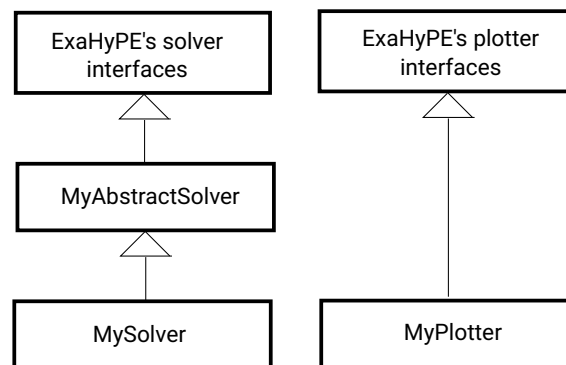 ExaHyPE's solver
interfaces
ExaHyPE's plotter
interfaces
MyAbstractSolver
MySolver
MyPlotter